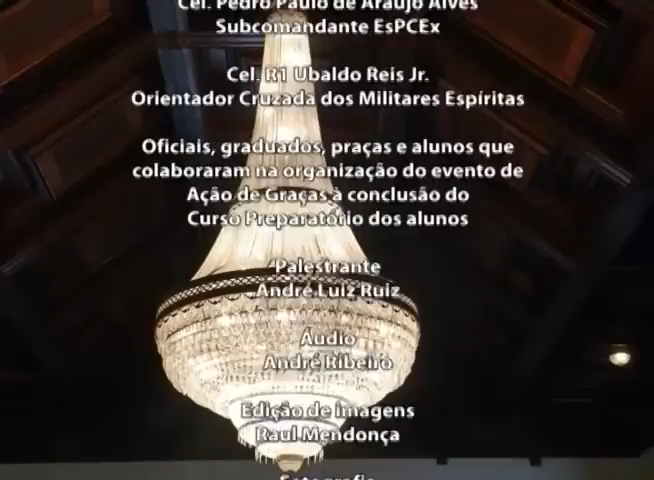 Cel. Pedro Paulo de Araujo Alves
Subcomandante EsPCEx
Cel. R1 Ubaldo Reis Jr.
Orientador Cruzada dos Militares Espíritas
Oficiais, graduados, praças e alunos que
colaboraram na organização do evento de
Ação de Graças à conclusão do
Curso Preparatório dos alunos
Palestrante
André Luiz Ruiz
Áudio
André Ribeiro
Edição de imagens
Raul Mendonça